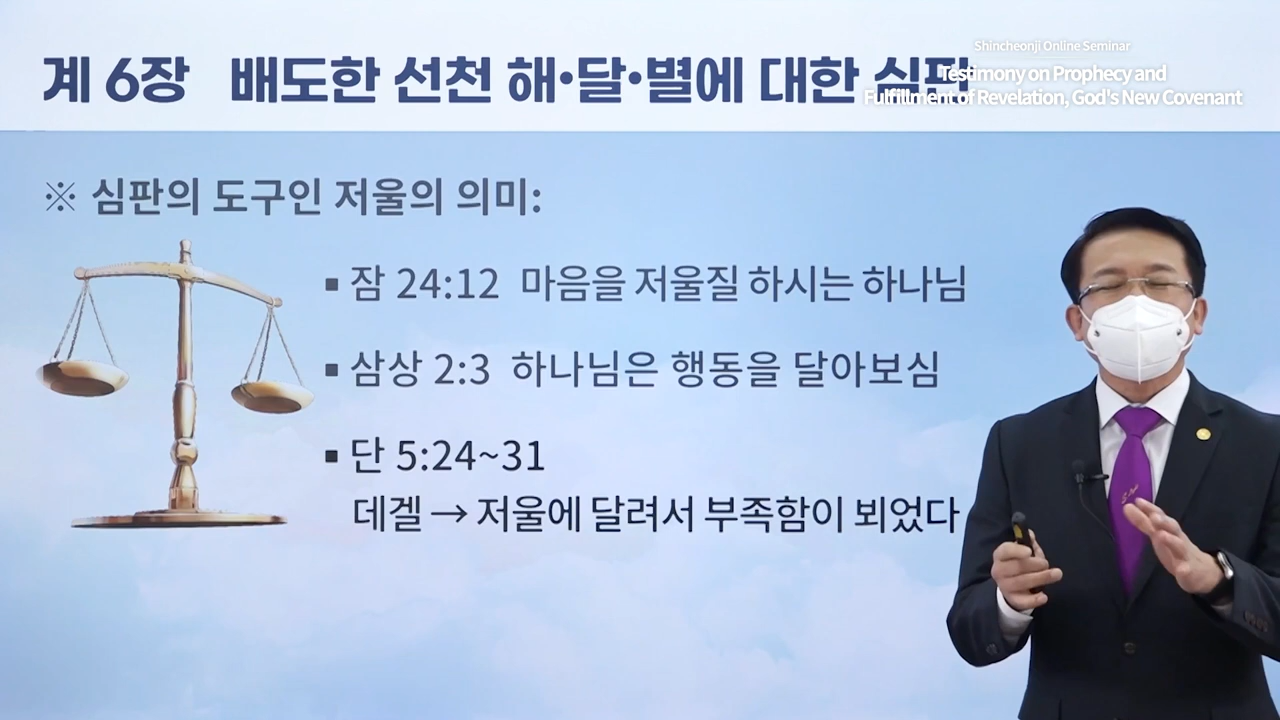 계 6장 배도한 선천 해·달·별에 대한 심판
Shincheonji Online Seminar
Testimony on Prophecy and
Fulfillment of Revelation, God's New Covenant
※ 심판의 도구인 저울의 의미:
▪ 잠 24:12 마음을 저울질 하시는 하나님
▪ 삼상 2:3 하나님은 행동을 달아보심
▪ 단 5:24~31
데겔 → 저울에 달려서 부족함이 뵈었다